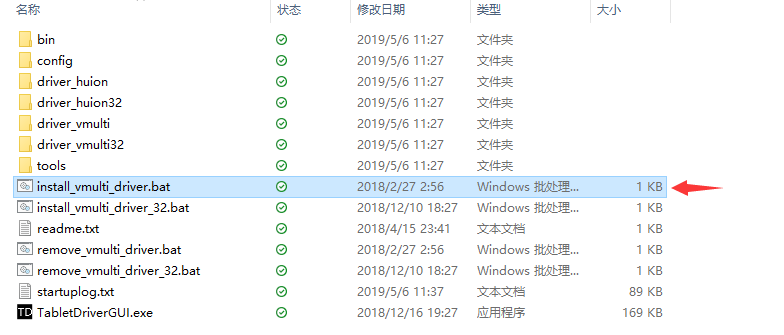 名称 状态 修改日期 类型 大小
bin 2019/5/6 11:27 文件夹
config 2019/5/6 11:27 文件夹
driver_huion 2019/5/6 11:27 文件夹
driver_huion32 2019/5/6 11:27 文件夹
driver_vmulti 2019/5/6 11:27 文件夹
driver_vmulti32 2019/5/6 11:27 文件夹
tools 2019/5/6 11:27 文件夹
install_vmulti_driver.bat 2018/2/27 2:56 Windows 批处理... 1 KB
install_vmulti_driver_32.bat 2018/12/10 18:27 Windows 批处理... 1 KB
readme.txt 2018/4/15 23:41 文本文档 1 KB
remove_vmulti_driver.bat 2018/2/27 2:56 Windows 批处理... 1 KB
remove_vmulti_driver_32.bat 2018/12/10 18:27 Windows 批处理... 1 KB
startuplog.txt 2019/5/6 11:37 文本文档 89 KB
TD TabletDriverGUI.exe 2018/12/16 19:27 应用程序 169 KB